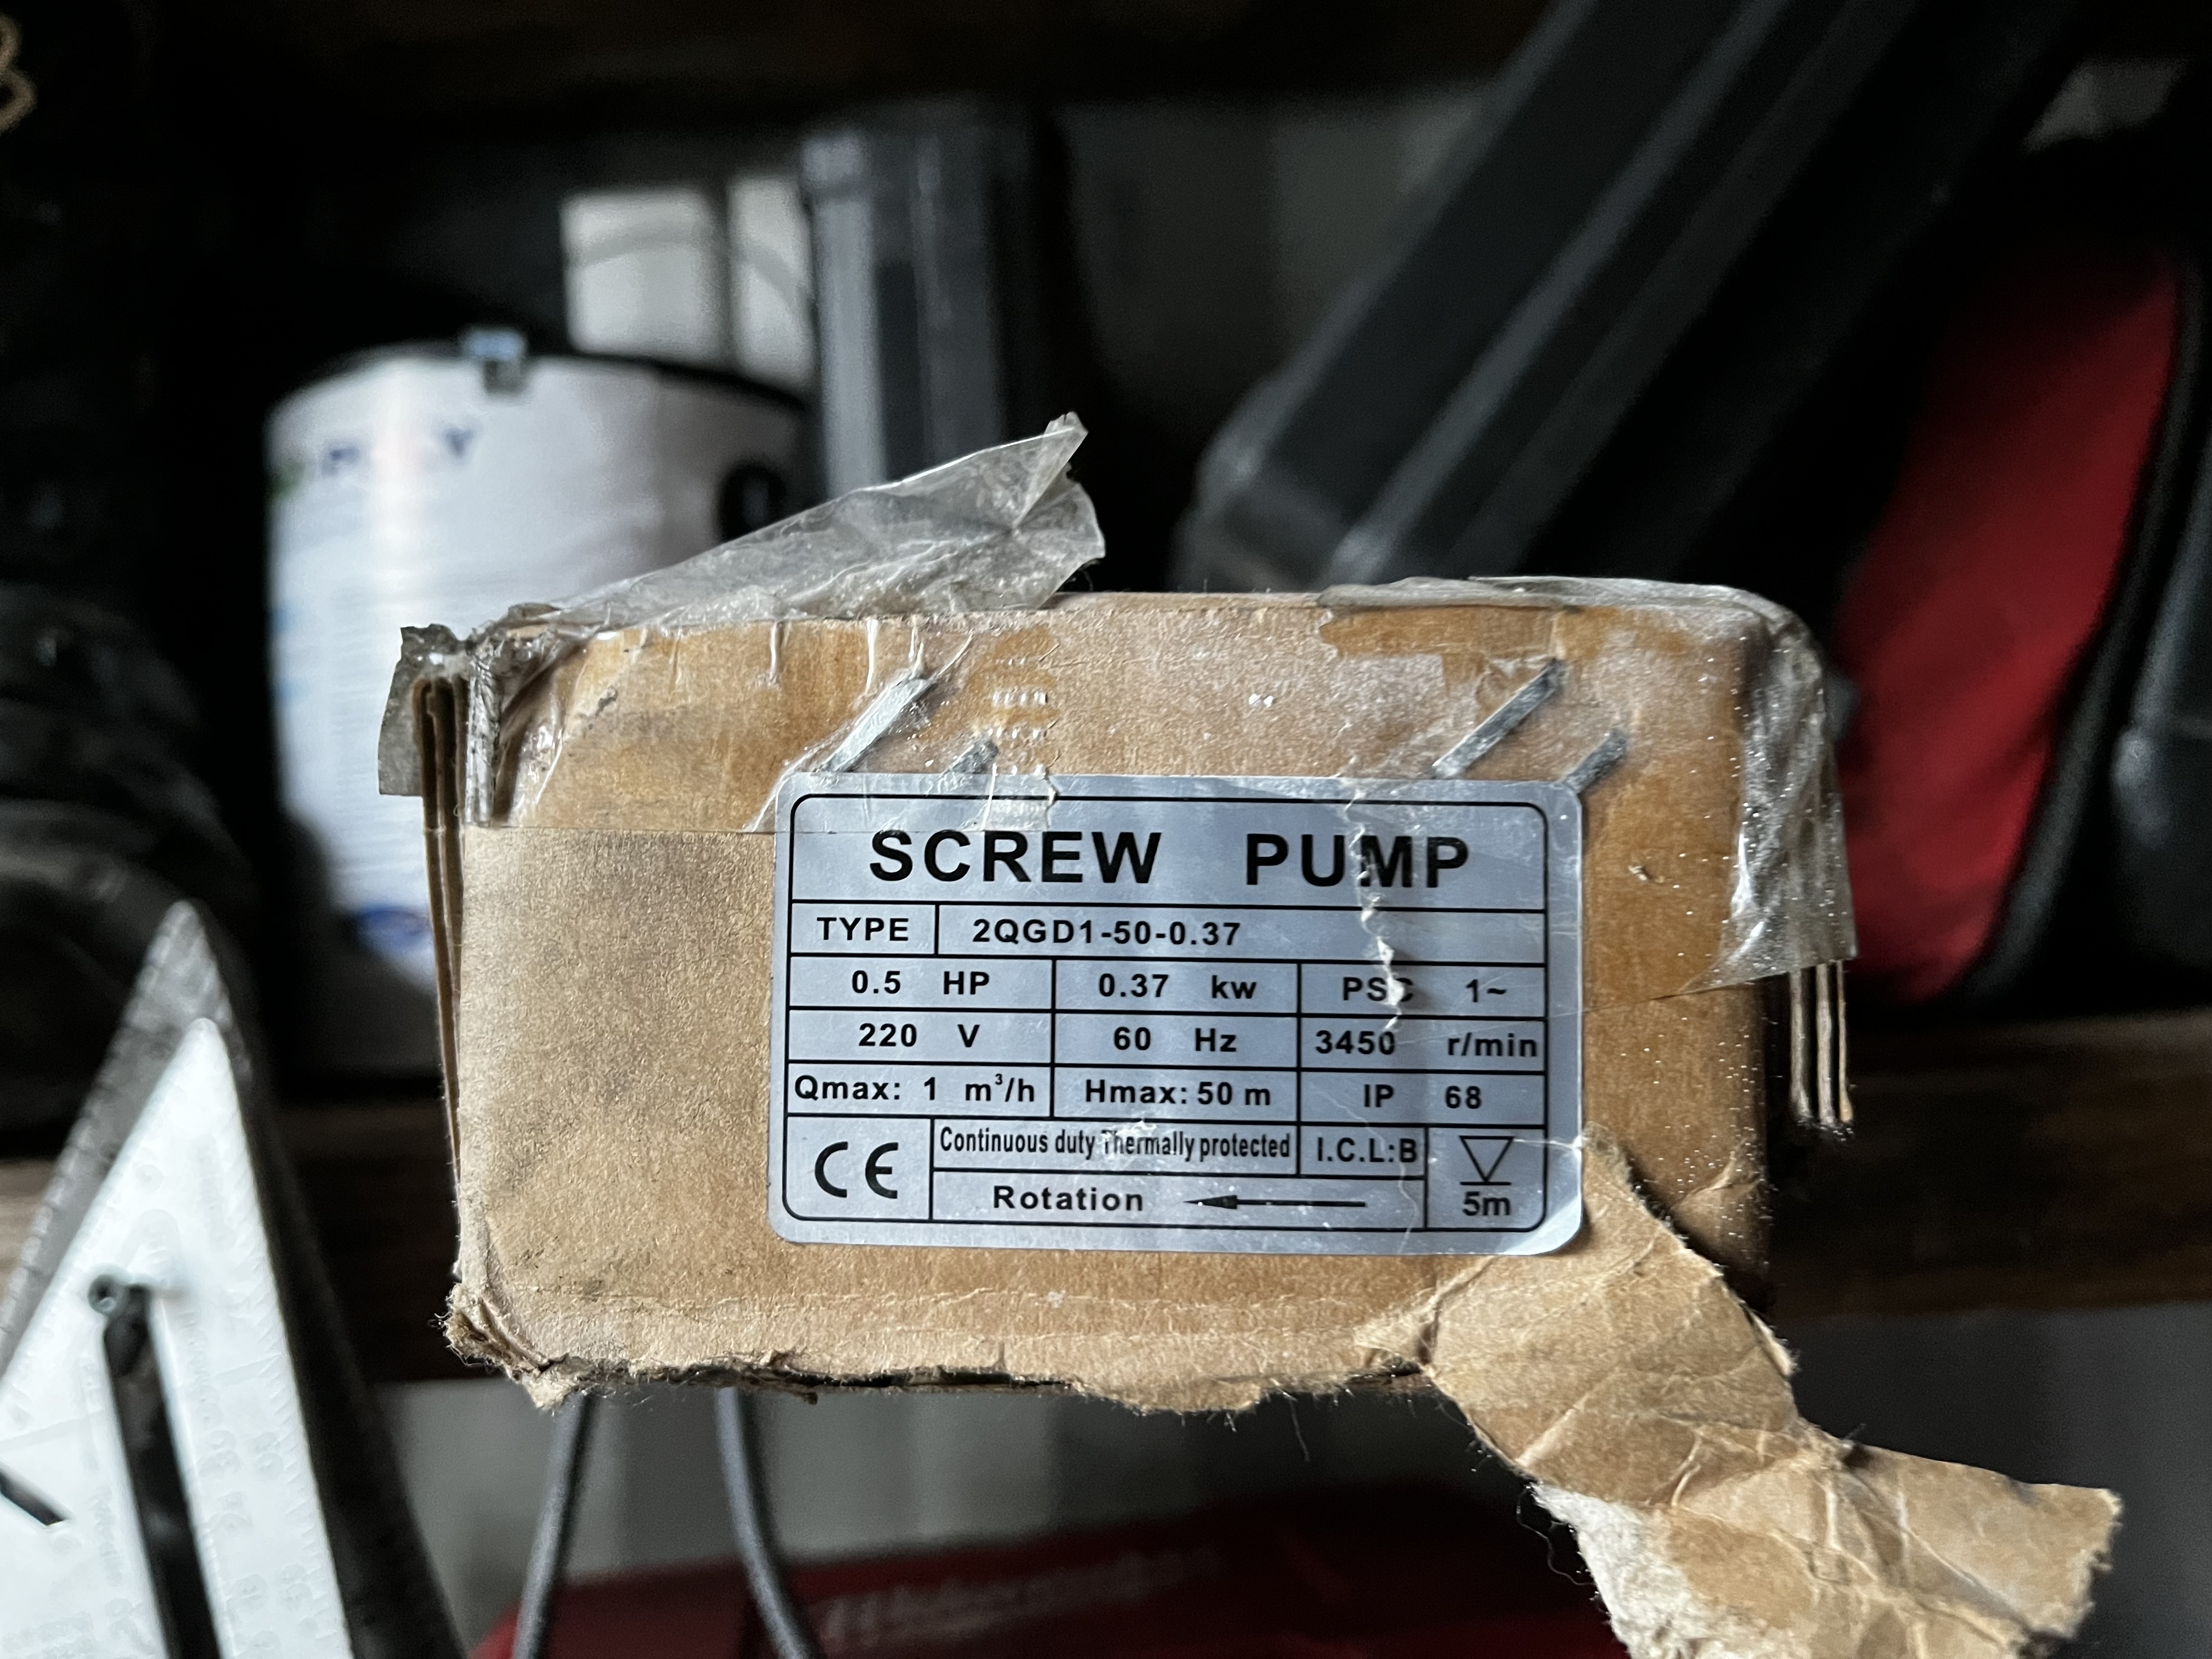 SCREW PUMP
TYPE 2QGD1-50-0.37
0.5 HP 0.37 kw PSC 1~
220 V 60 Hz 3450 r/min
Qmax: 1 m³/h Hmax: 50 m IP 68
CE Continuous duty Thermally protected I.C.L:B
Rotation 5m